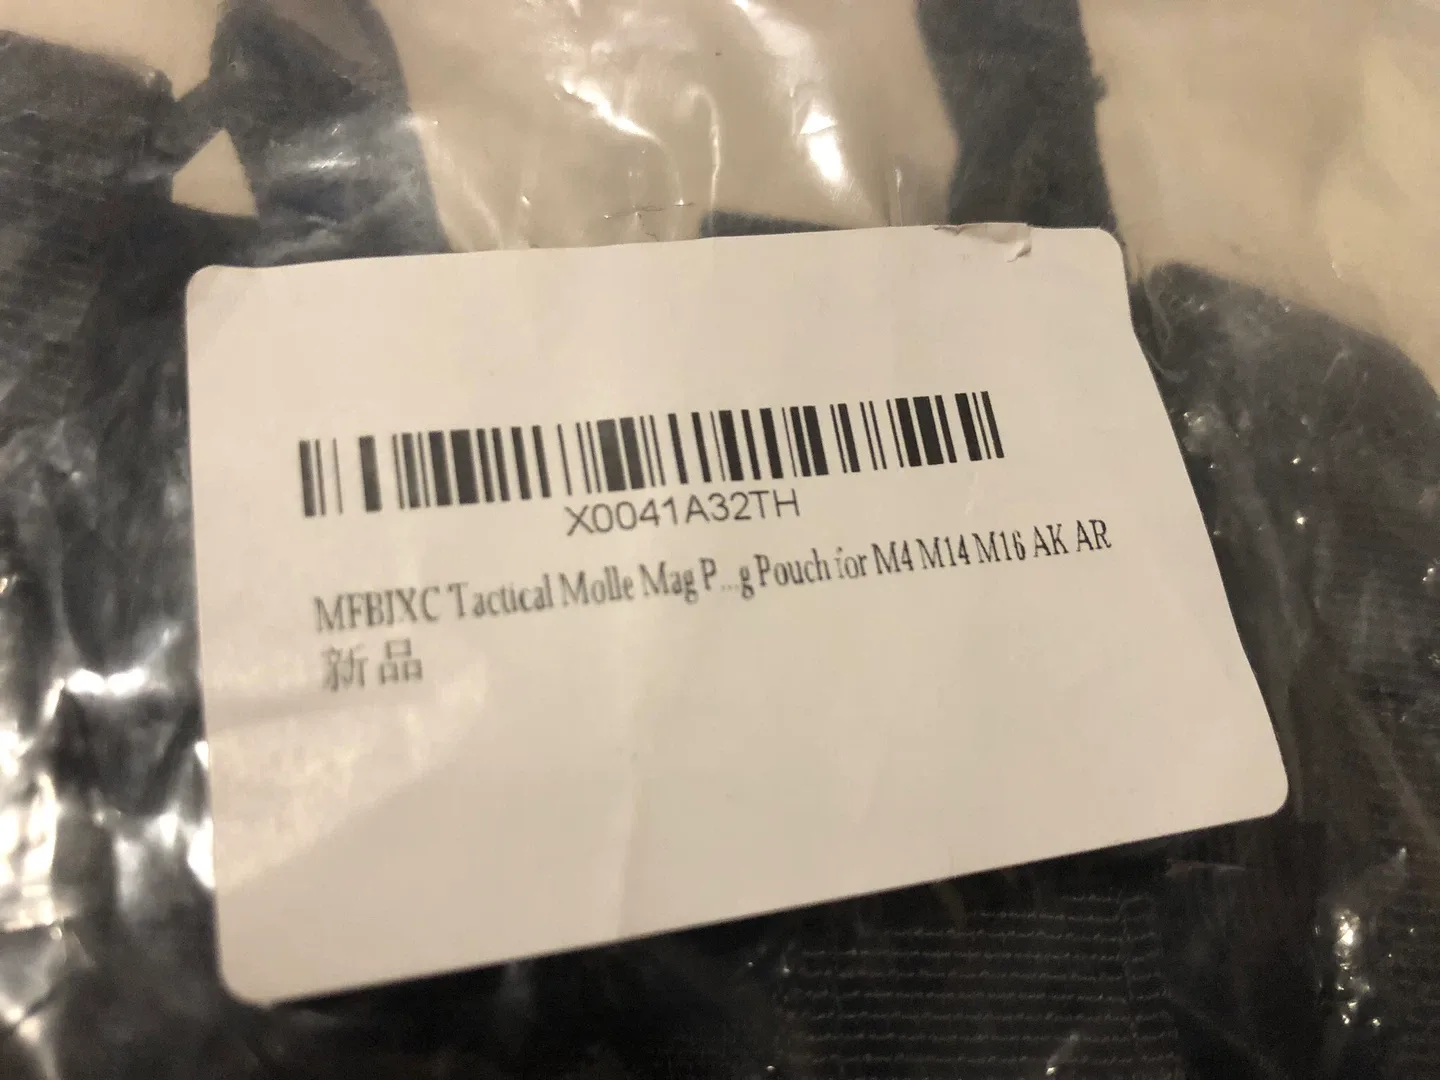 X0041A32TH
MFBJXC Tactical Molle Mag P...g Pouch for M4 M14 M16 AK AR
新品